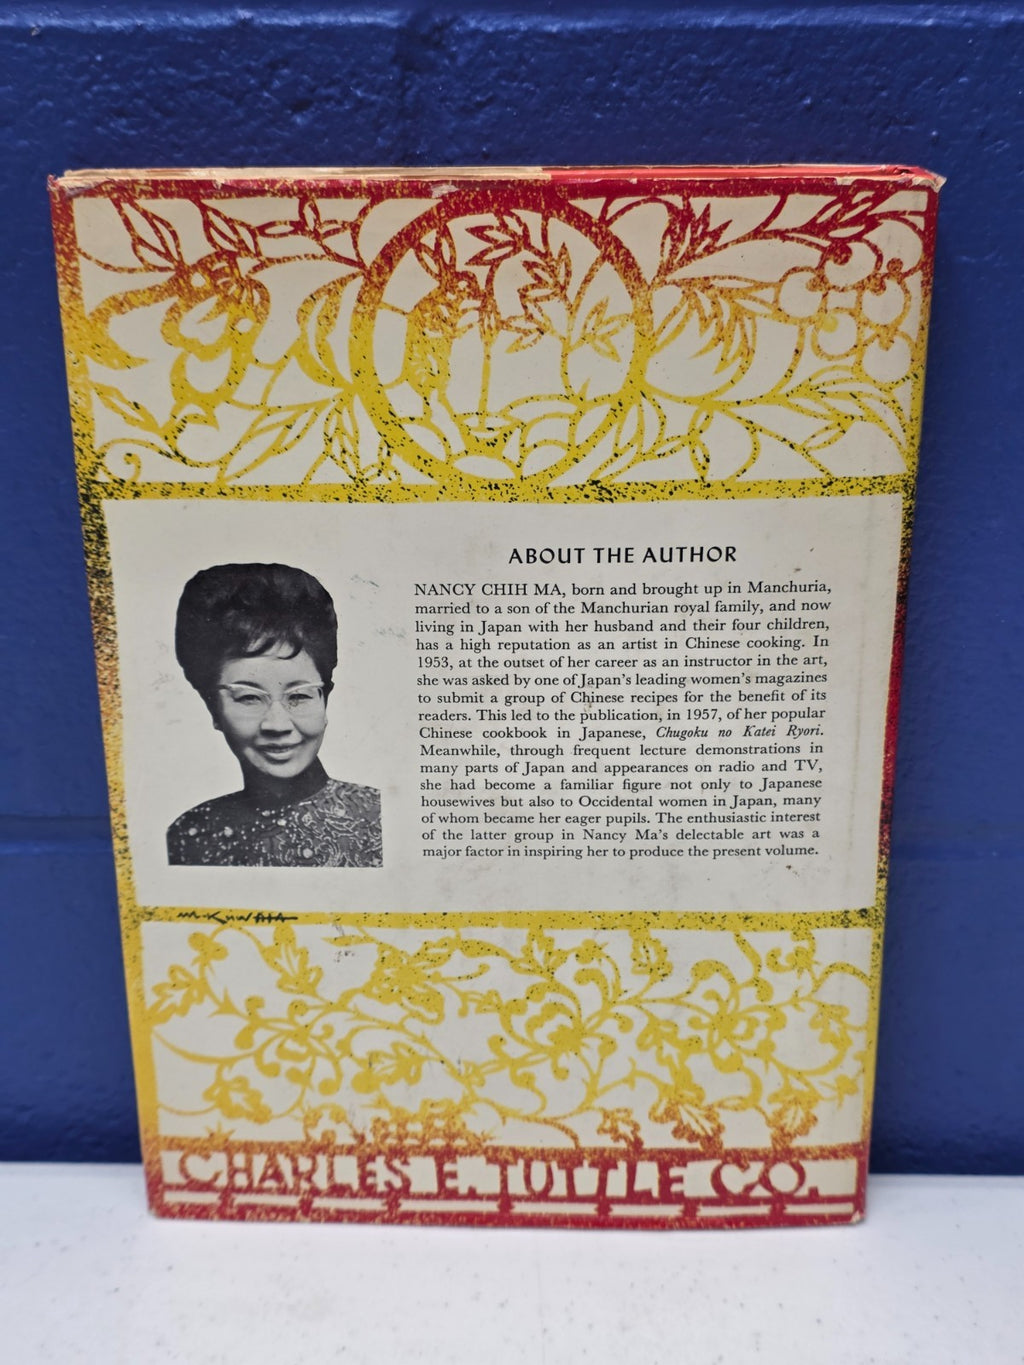 ABOUT THE AUTHOR
NANCY CHIH MA, born and brought up in Manchuria,
married to a son of the Manchurian royal family, and now
living in Japan with her husband and their four children,
has a high reputation as an artist in Chinese cooking. In
1953, at the outset of her career as an instructor in the art,
she was asked by one of Japan's leading women's magazines
to submit a group of Chinese recipes for the benefit of its
readers. This led to the publication, in 1957, of her popular
Chinese cookbook in Japanese, Chugoku no Katei Ryori.
Meanwhile, through frequent lecture demonstrations in
many parts of Japan and appearances on radio and TV,
she had become a familiar figure not only to Japanese
housewives but also to Occidental women in Japan, many
of whom became her eager pupils. The enthusiastic interest
of the latter group in Nancy Ma's delectable art was a
major factor in inspiring her to produce the present volume.
M. KUWATA
CHARLES E. TUTTLE CO.